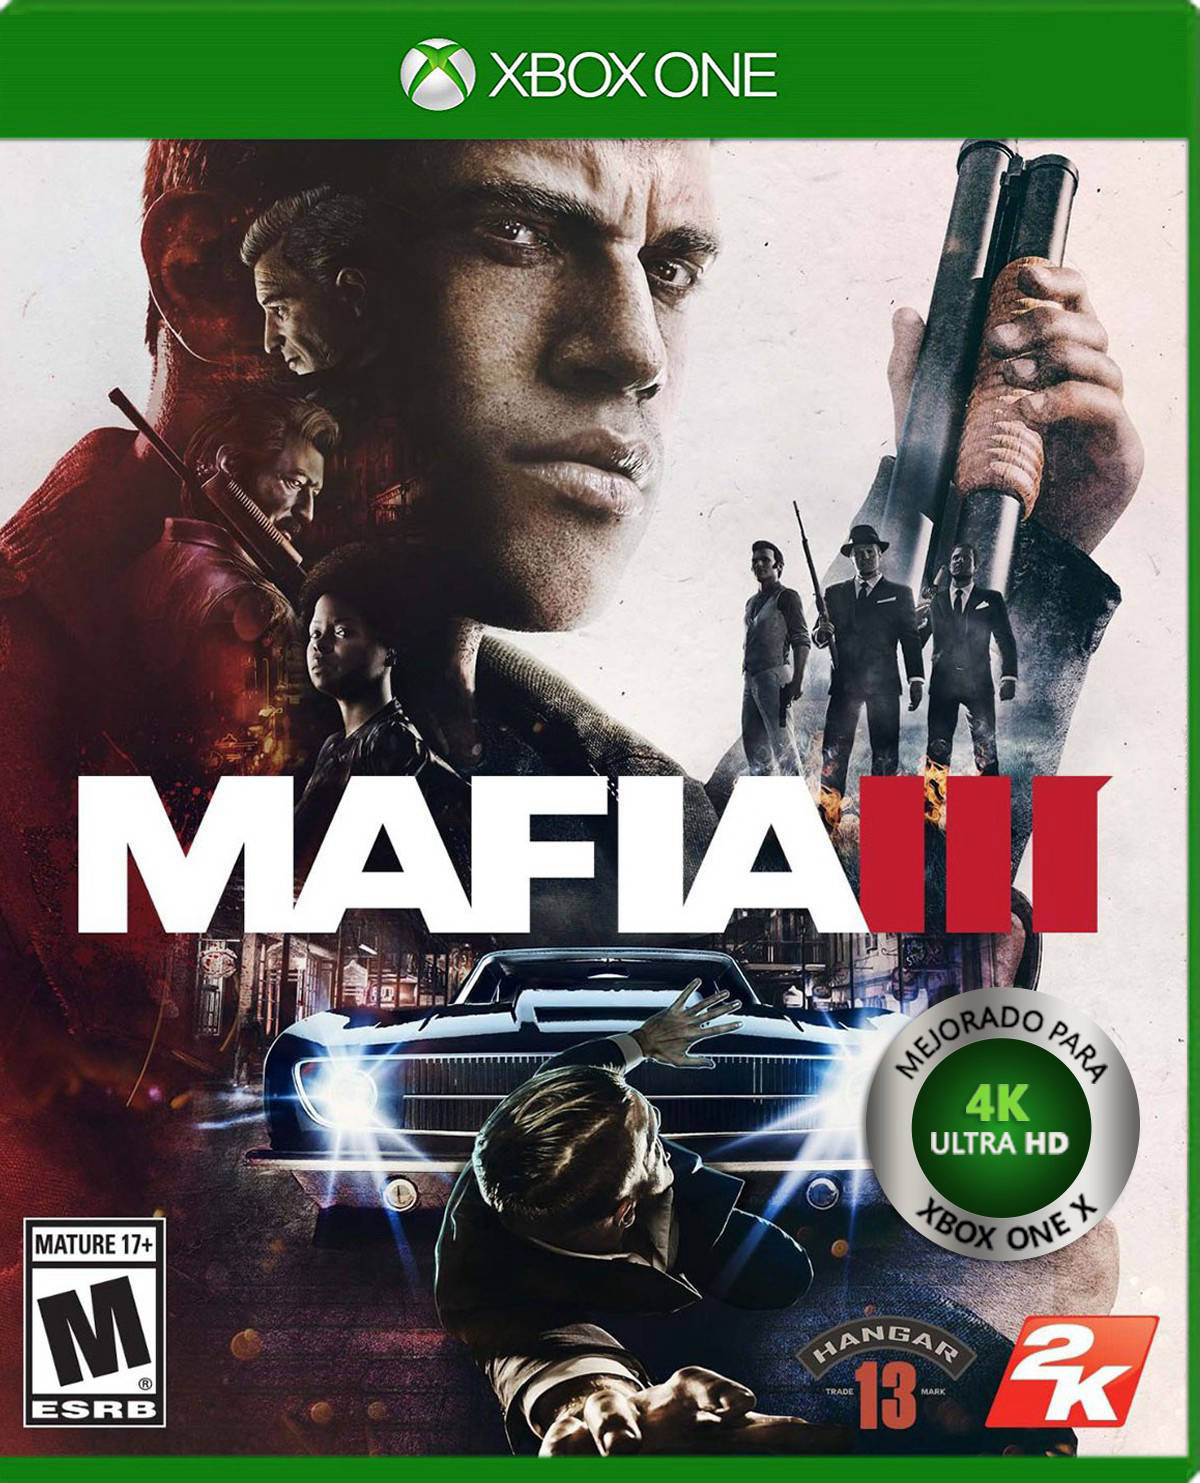 XBOX ONE
MAFIA III
MEJORADO PARA
4K
ULTRA HD
XBOX ONE X
MATURE 17+
M
®
ESRB
HANGAR
TRADE 13 MARK
2K